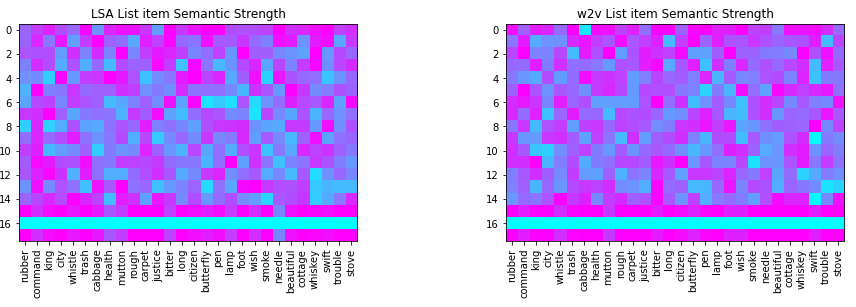 LSA List item Semantic Strength
0
2
4
6
8
10
12
14
16
rubber
command
king
city
whistle
trash
cabbage
health
mutton
rough
carpet
justice
bitter
long
citizen
butterfly
pen
lamp
foot
wish
smoke
needle
beautiful
cottage
whiskey
swift
trouble
stove
w2v List item Semantic Strength
0
2
4
6
8
10
12
14
16
rubber
command
king
city
whistle
trash
cabbage
health
mutton
rough
carpet
justice
bitter
long
citizen
butterfly
pen
lamp
foot
wish
smoke
needle
beautiful
cottage
whiskey
swift
trouble
stove